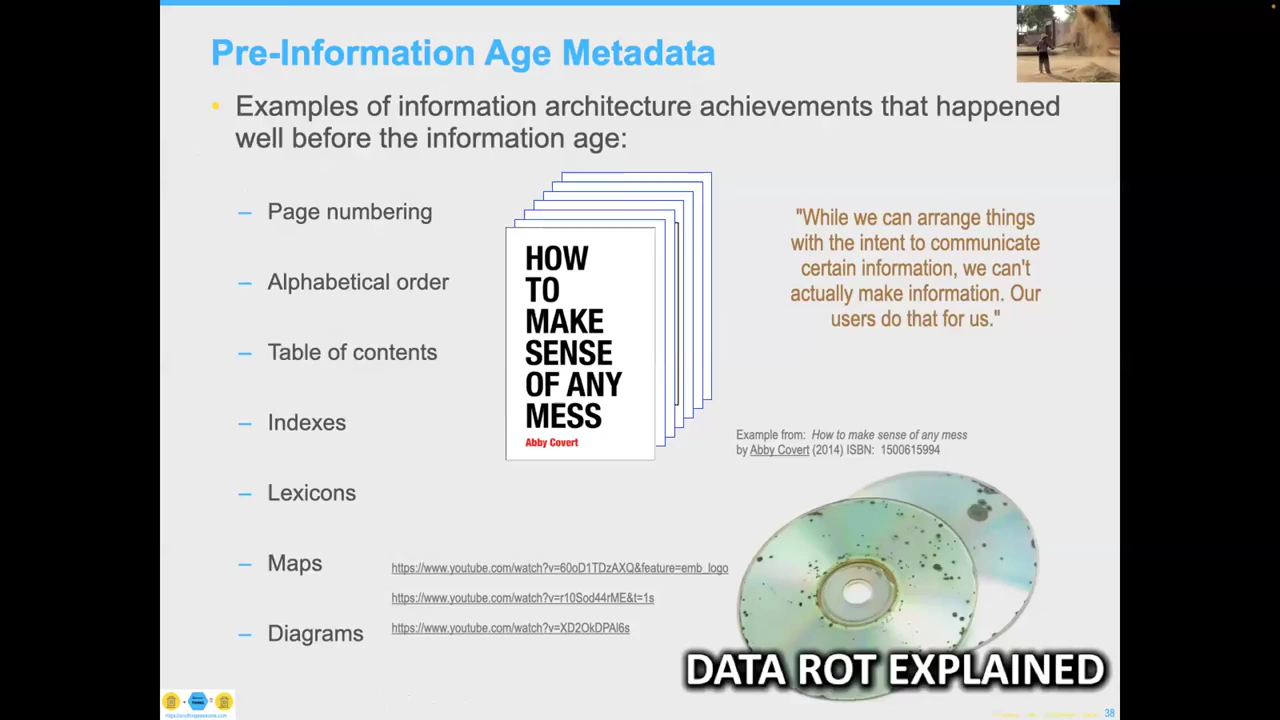 Pre-Information Age Metadata
• Examples of information architecture achievements that happened
well before the information age:
– Page numbering
– Alphabetical order
– Table of contents
– Indexes
– Lexicons
– Maps
– Diagrams
HOW
TO
MAKE
SENSE
OF ANY
MESS
Abby Covert
"While we can arrange things
with the intent to communicate
certain information, we can't
actually make information. Our
users do that for us."
Example from: How to make sense of any mess
by Abby Covert (2014) ISBN: 1500615994
https://www.youtube.com/watch?v=60oD1TDzAXQ&feature=emb_logo
https://www.youtube.com/watch?v=r10Sod44rME&t=1s
https://www.youtube.com/watch?v=XD2OkDPAl6s
DATA ROT EXPLAINED
38